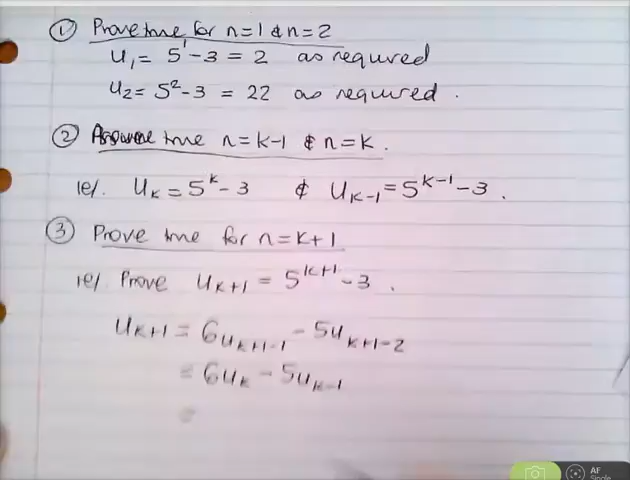 ① Prove true for n=1 & n=2
u₁ = 5¹-3 = 2 as required
u₂ = 5²-3 = 22 as required.
② Assume true n=k-1 & n=k.
ie/. uₖ = 5ᵏ-3 & uₖ₋₁ = 5ᵏ⁻¹-3.
③ Prove true for n=k+1
ie/ Prove uₖ₊₁ = 5ᵏ⁺¹-3.
uₖ₊₁ = 6uₖ₊₁₋₁ - 5uₖ₊₁₋₂
= 6uₖ - 5uₖ₋₁
=
AF
Single